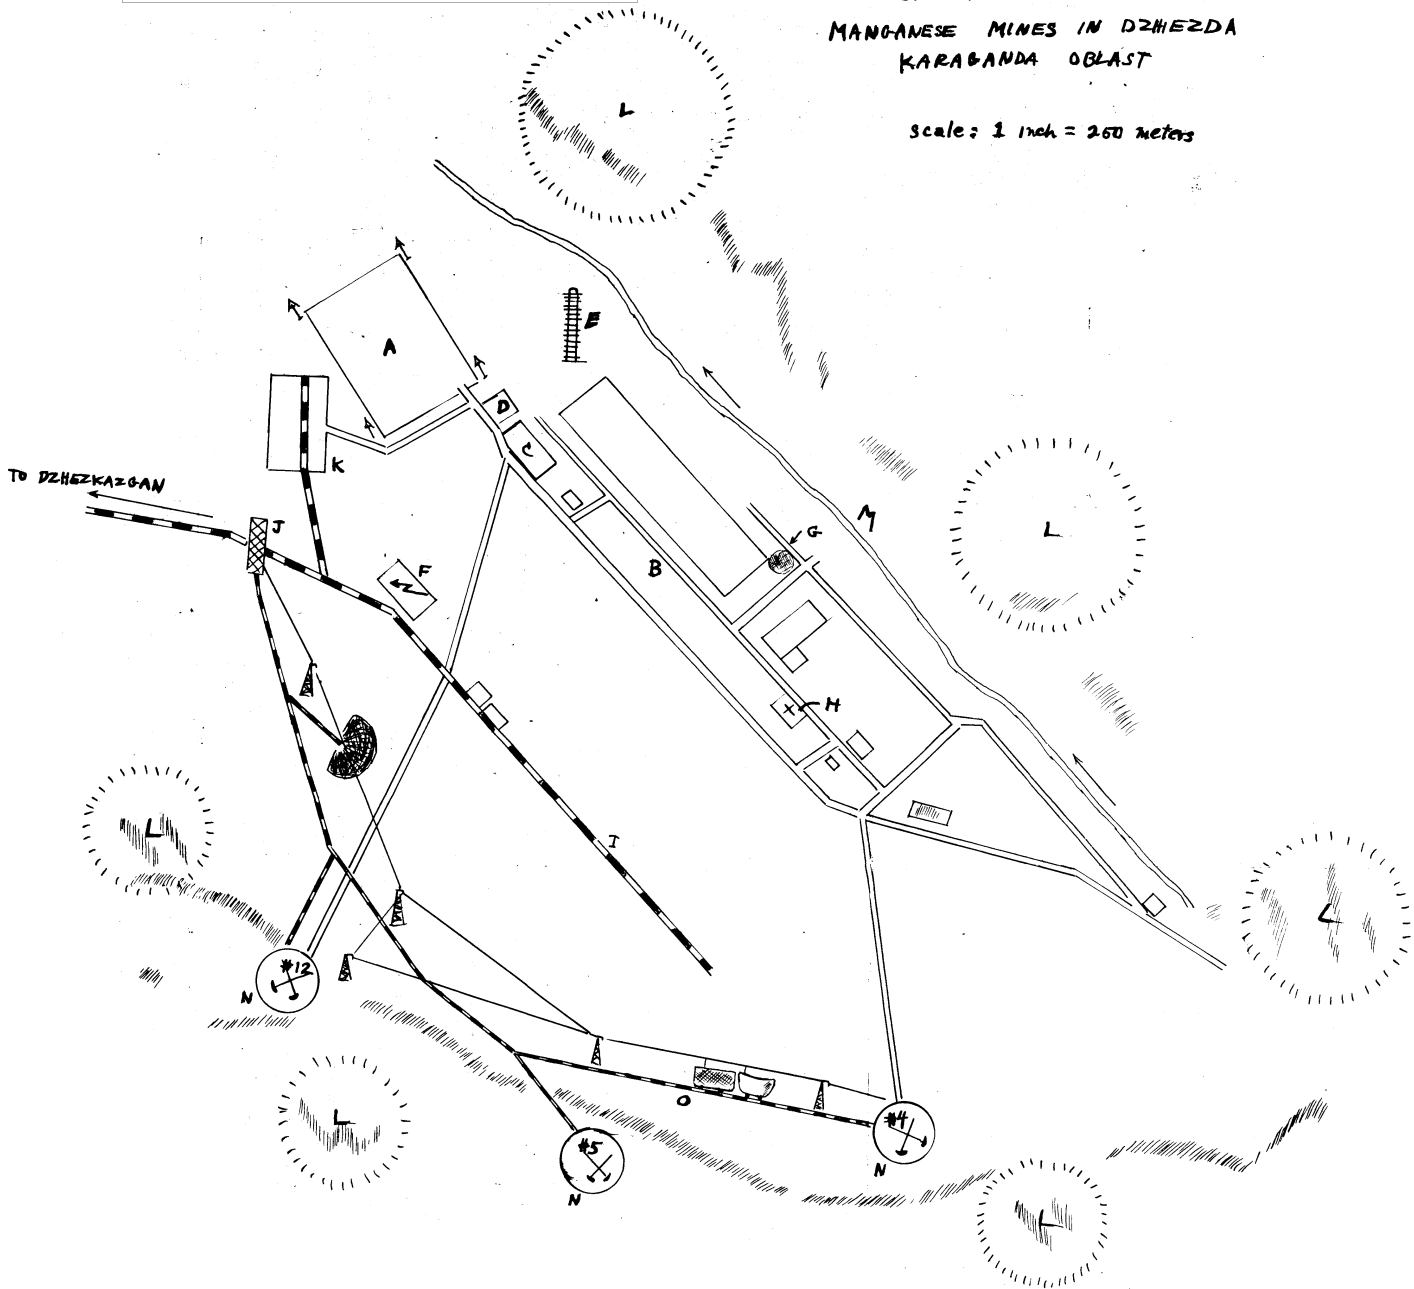 MANGANESE MINES IN DZHEZDA
KARAGANDA OBLAST
scale: 1 inch = 250 meters
L
A
E
D
C
K
TO DZHEZKAZGAN
J
F
B
M
G
L
H
I
L
L
#12
N
O
#4
N
#5
N
L
L